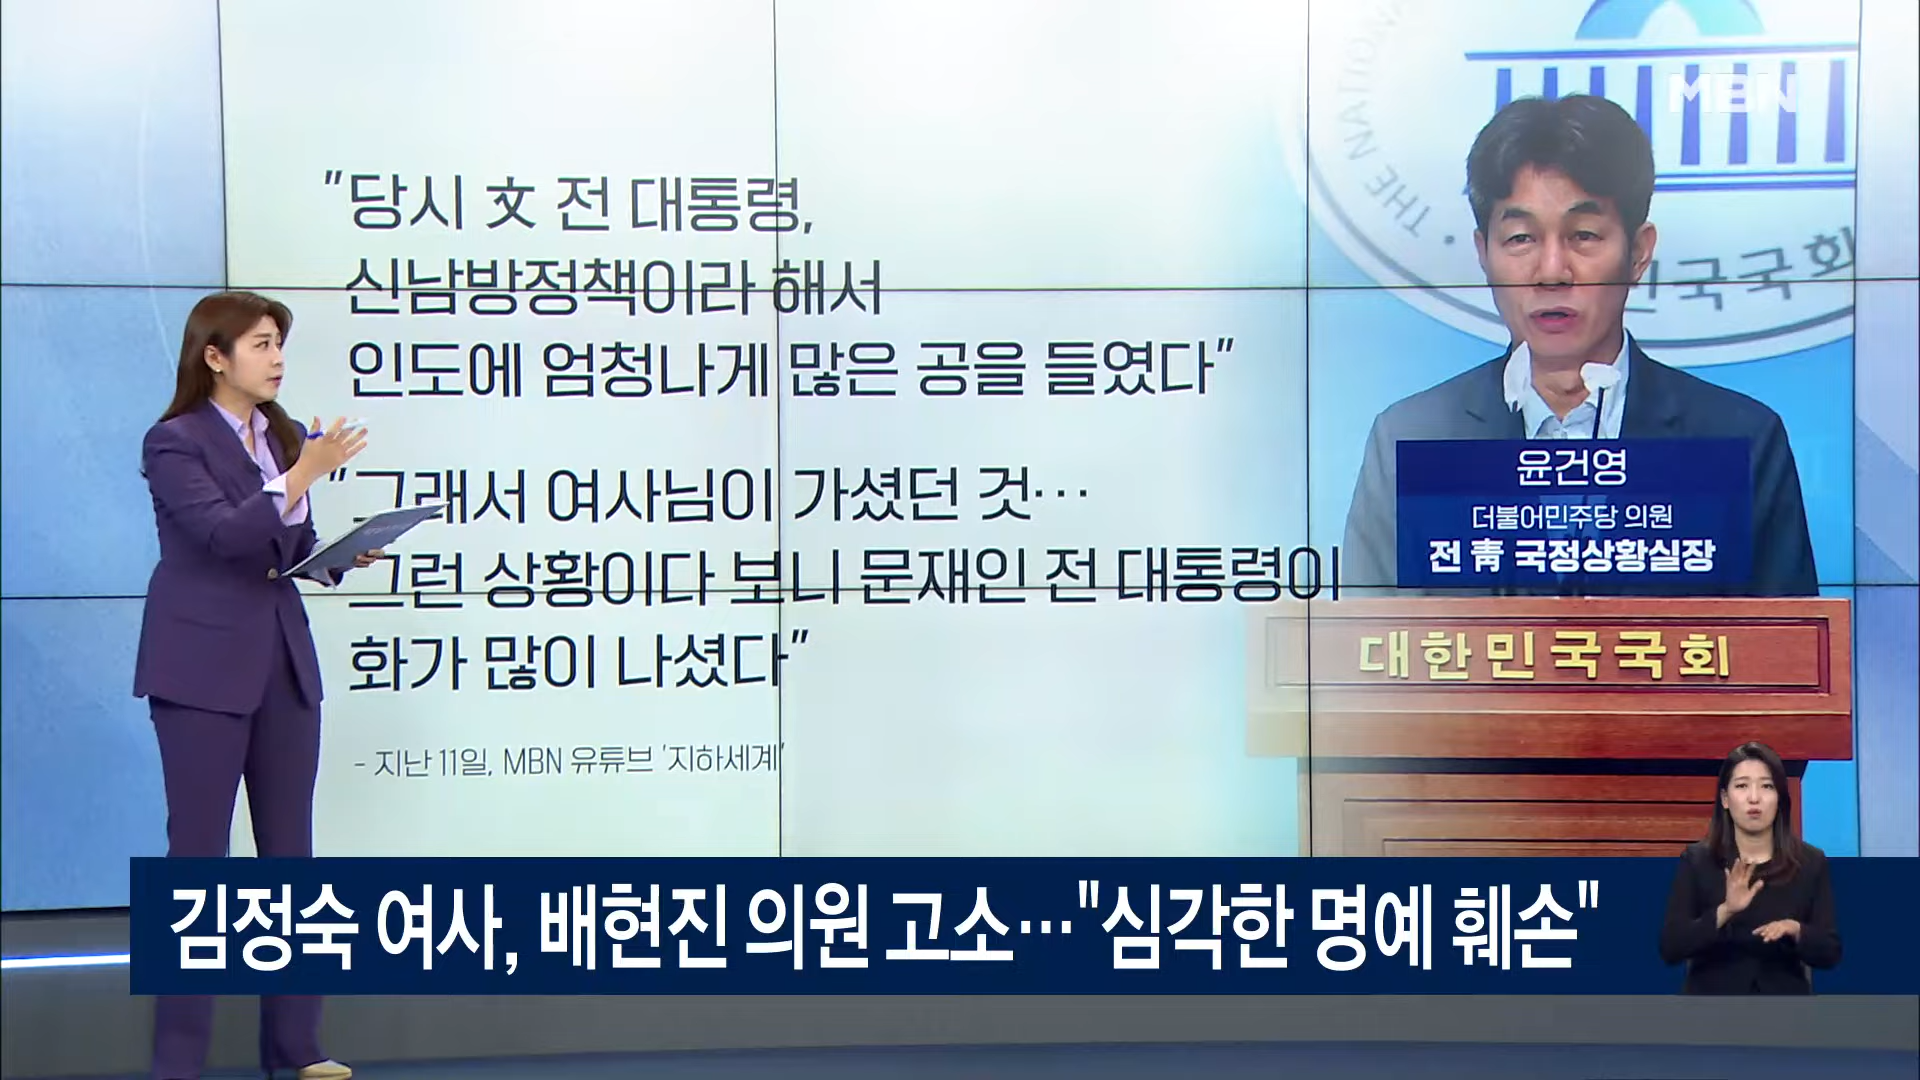 MBN
THE NATIONA
민국국회
"당시 文 전 대통령,
신남방정책이라 해서
인도에 엄청나게 많은 공을 들였다"
"그래서 여사님이 가셨던 것…
그런 상황이다 보니 문재인 전 대통령이
화가 많이 나셨다"
- 지난 11일, MBN 유튜브 '지하세계'
윤건영
더불어민주당 의원
전 靑 국정상황실장
대한민국국회
김정숙 여사, 배현진 의원 고소…"심각한 명예 훼손"